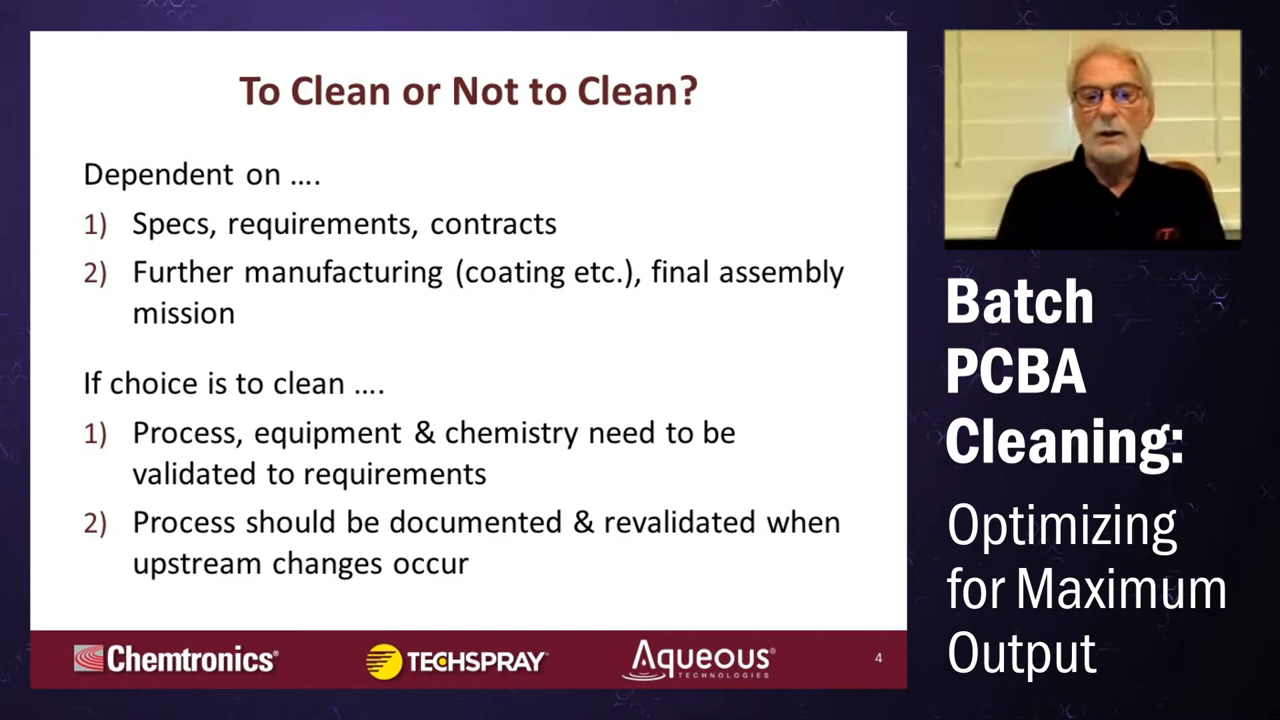 To Clean or Not to Clean?
Dependent on ....
1) Specs, requirements, contracts
2) Further manufacturing (coating etc.), final assembly
mission
If choice is to clean ....
1) Process, equipment & chemistry need to be
validated to requirements
2) Process should be documented & revalidated when
upstream changes occur
Chemtronics®
TECHSPRAY®
Aqueous®
TECHNOLOGIES
4
Batch
PCBA
Cleaning:
Optimizing
for Maximum
Output